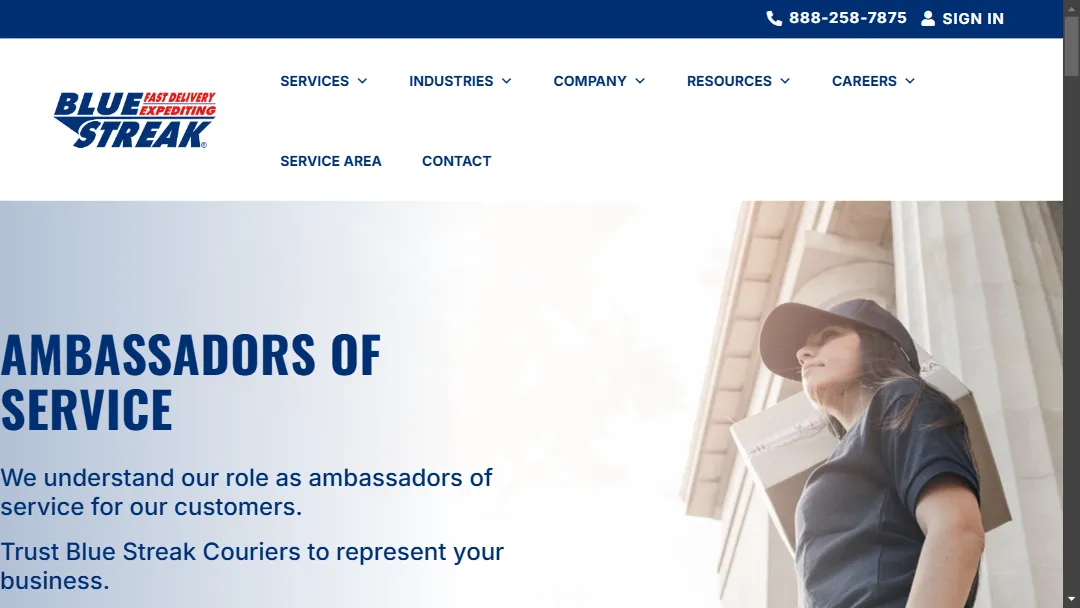 888-258-7875 SIGN IN
SERVICES INDUSTRIES COMPANY RESOURCES CAREERS
BLUE FAST DELIVERY
EXPEDITING
STREAK®
SERVICE AREA CONTACT
AMBASSADORS OF
SERVICE
We understand our role as ambassadors of
service for our customers.
Trust Blue Streak Couriers to represent your
business.